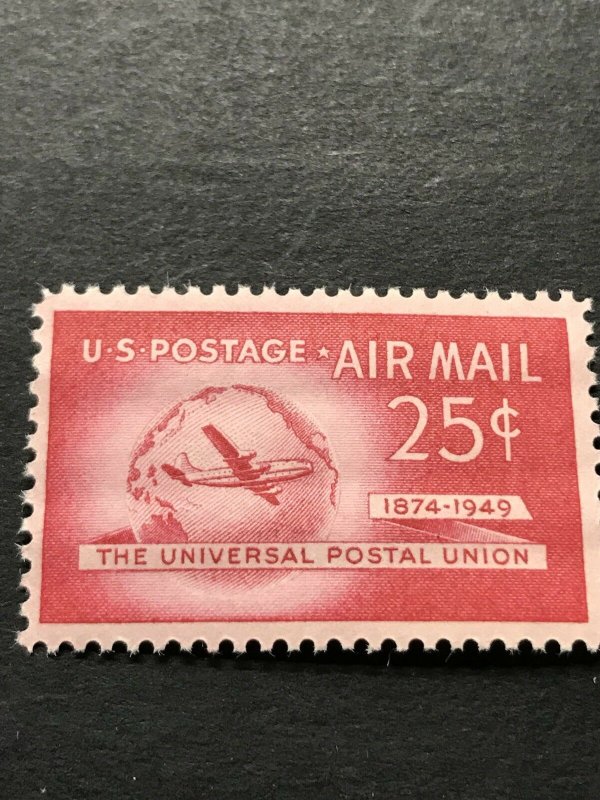 U·S·POSTAGE ★ AIR MAIL
25¢
1874-1949
THE UNIVERSAL POSTAL UNION